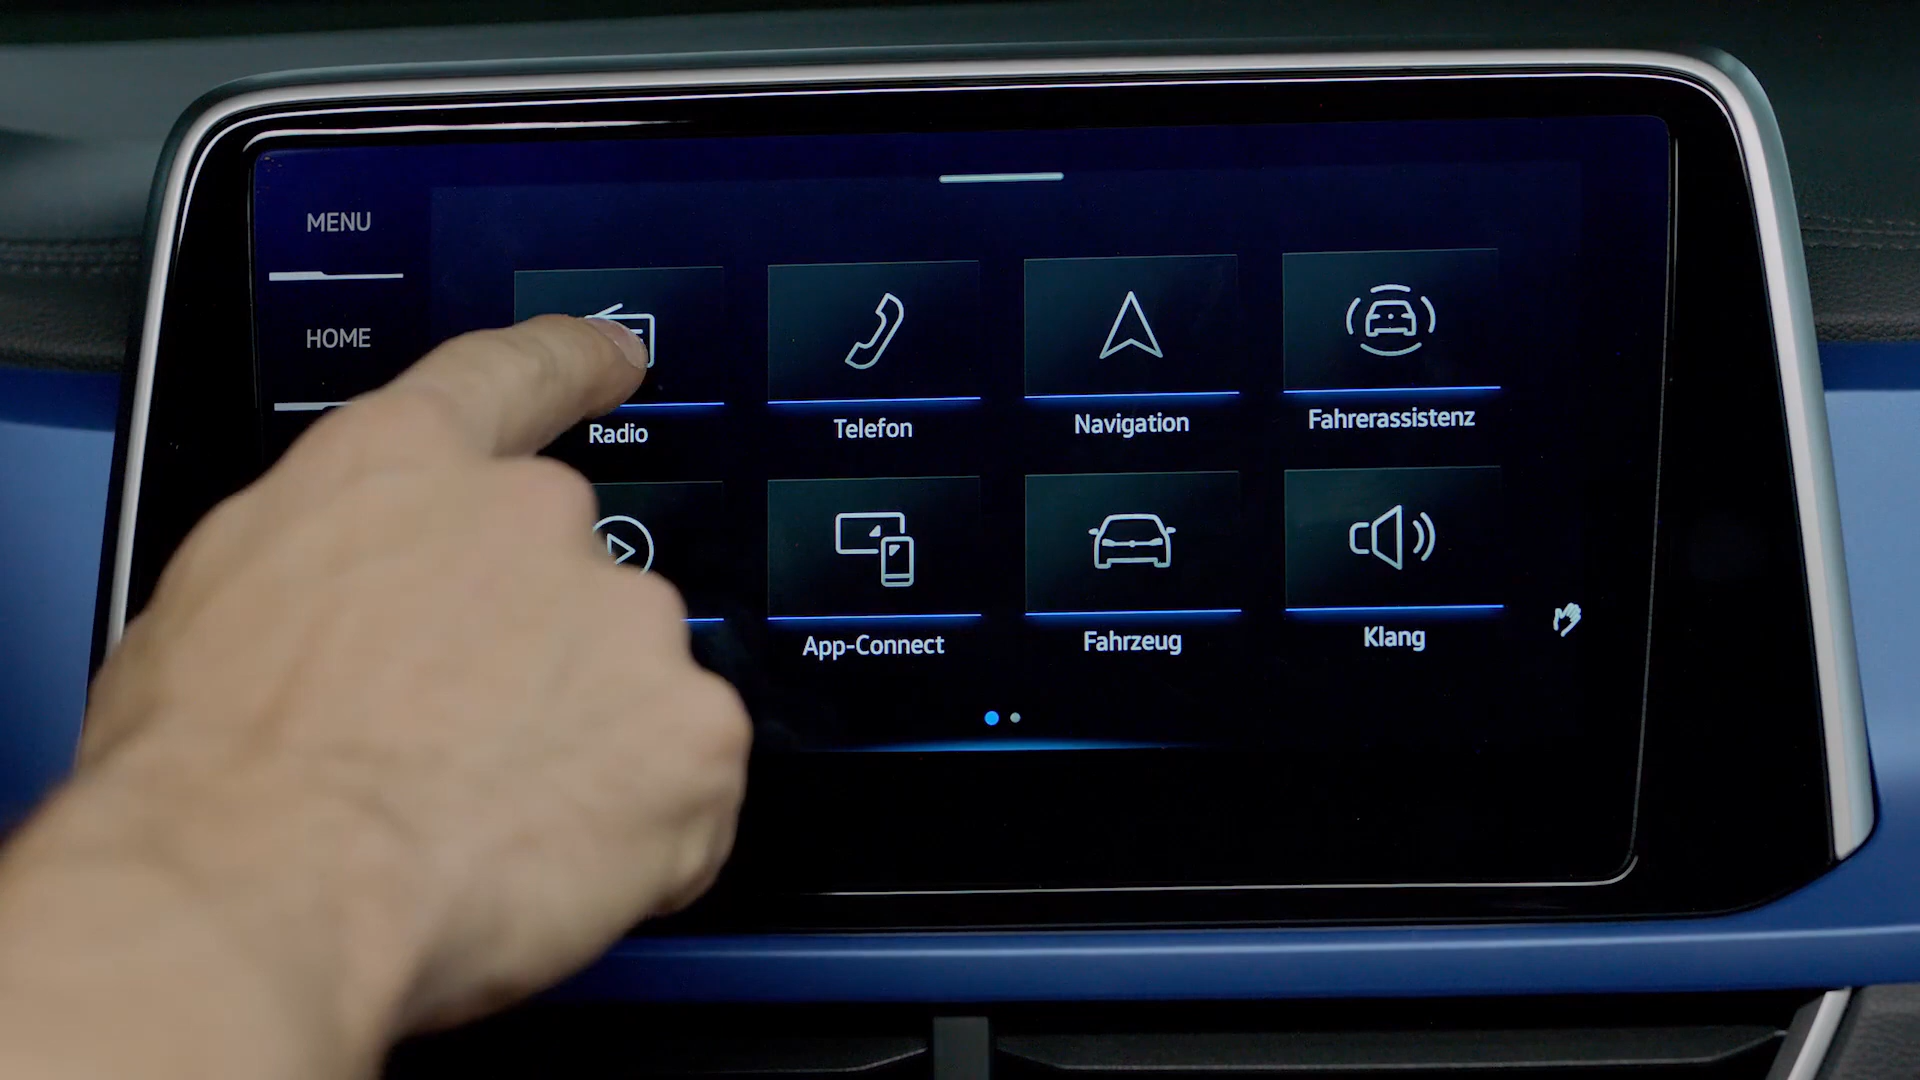 MENU
HOME
Radio
Telefon
Navigation
Fahrerassistenz
App-Connect
Fahrzeug
Klang